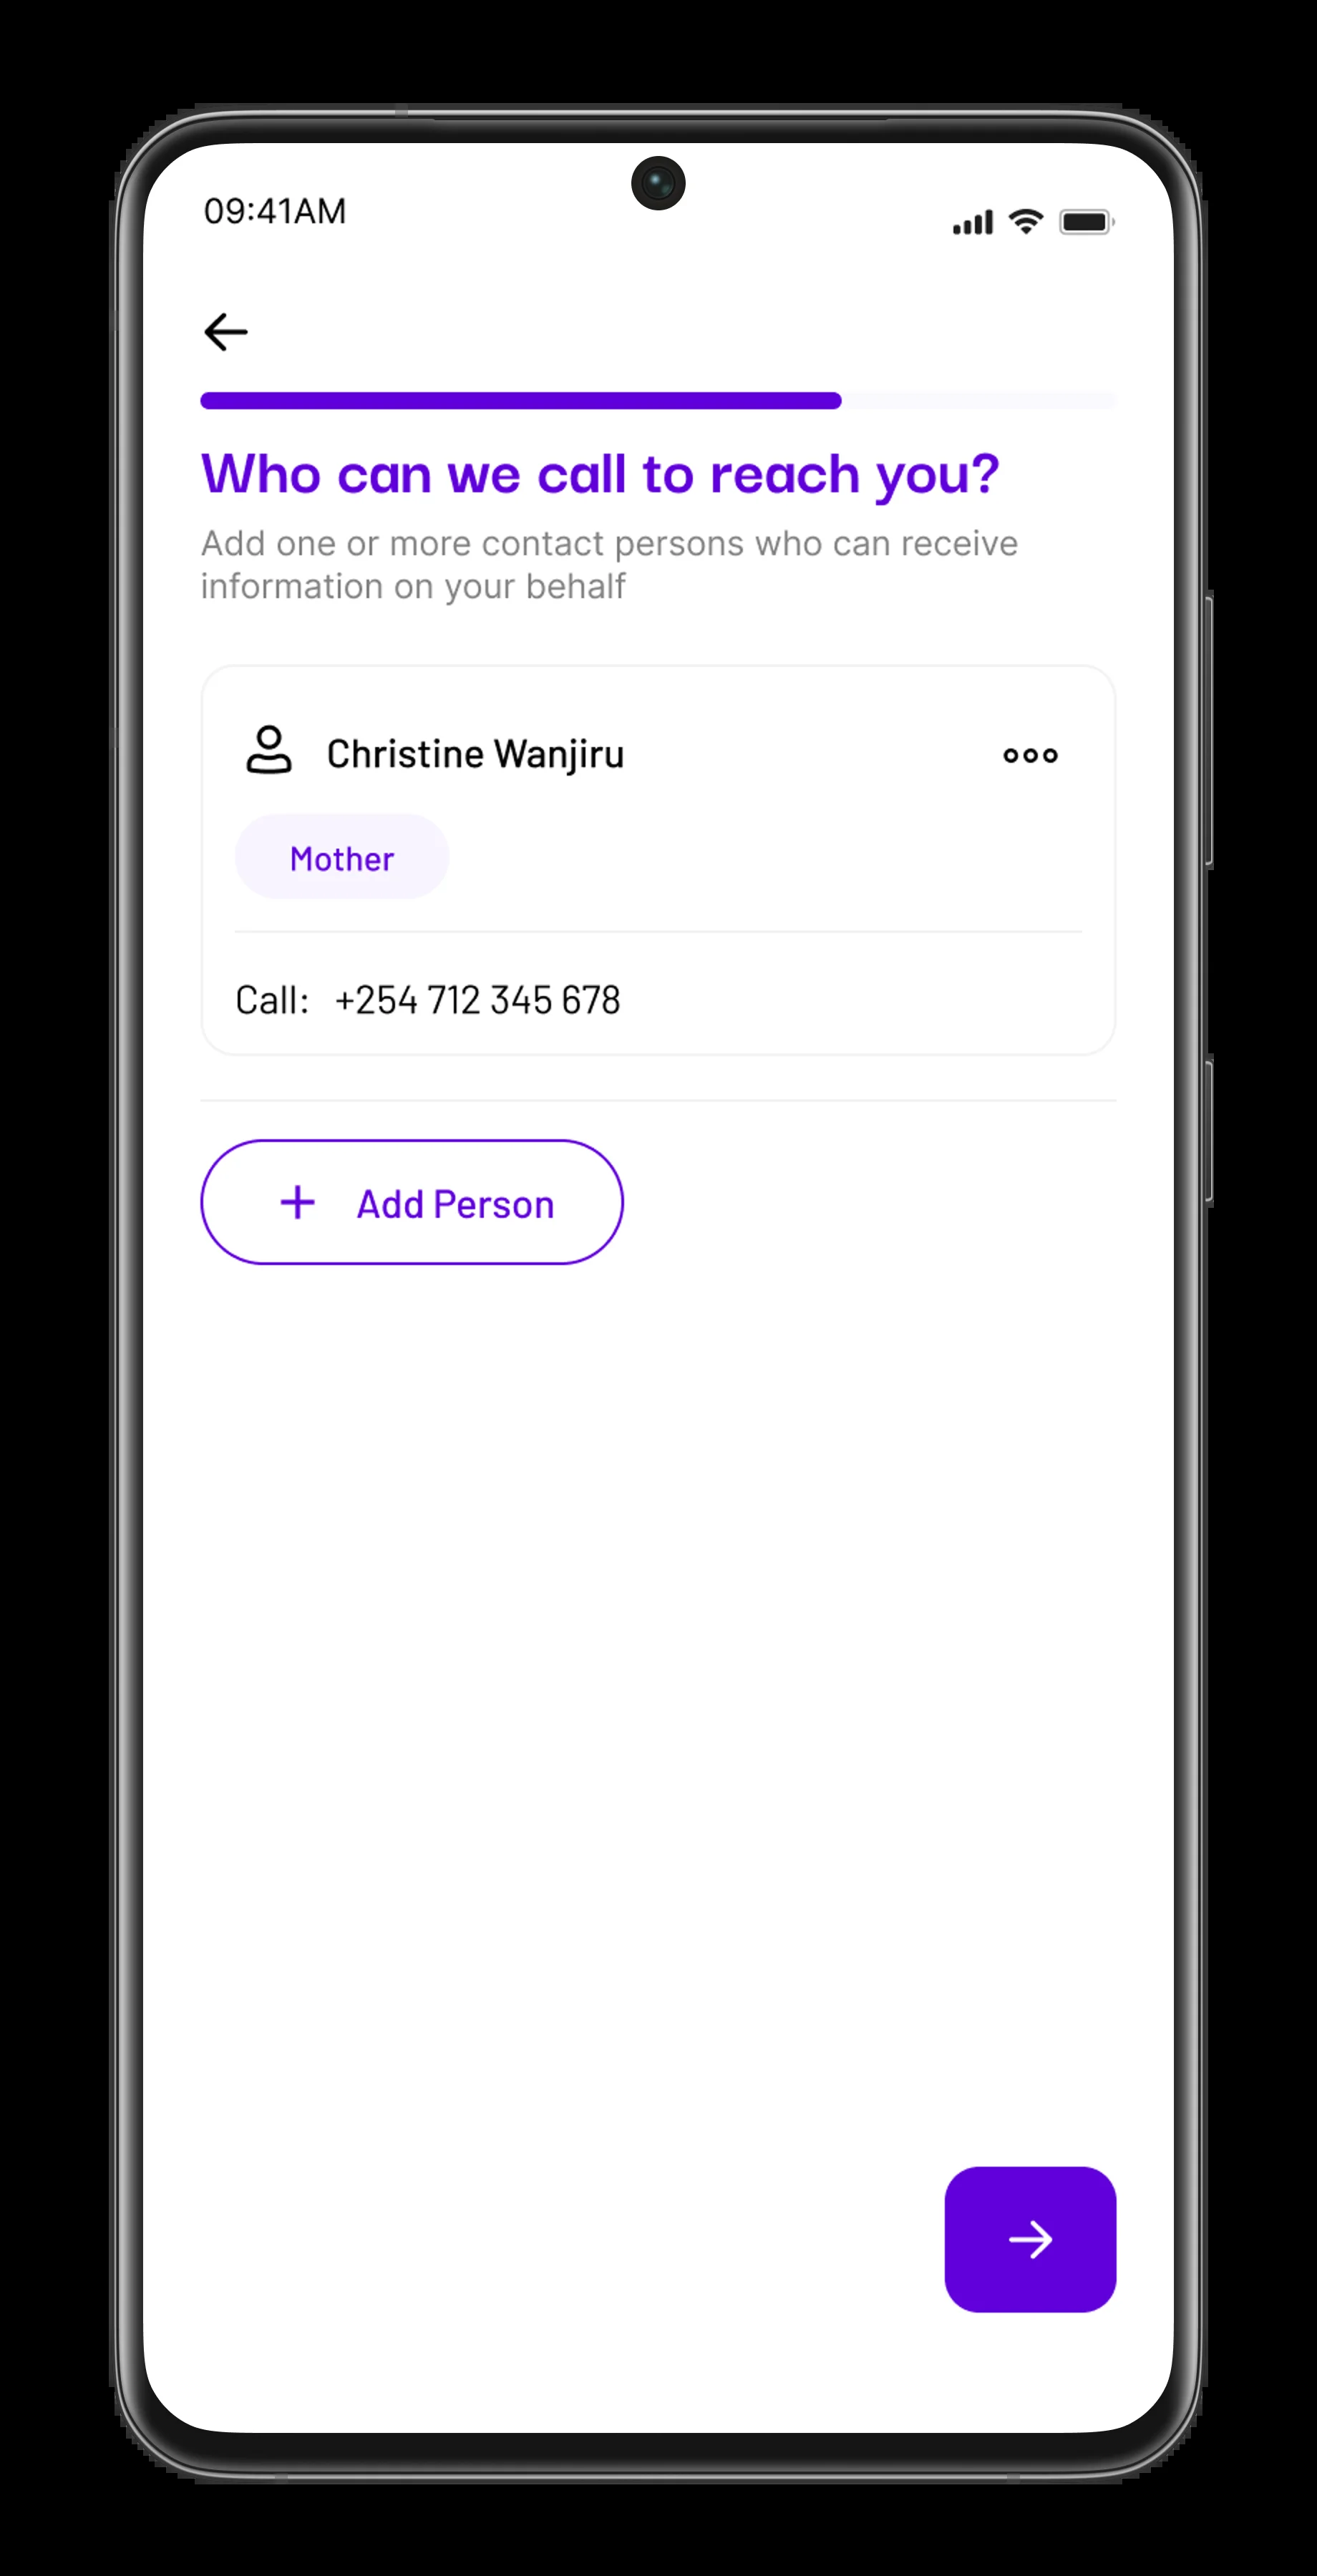 09:41AM
Who can we call to reach you?
Add one or more contact persons who can receive
information on your behalf
Christine Wanjiru
Mother
Call: +254 712 345 678
+ Add Person